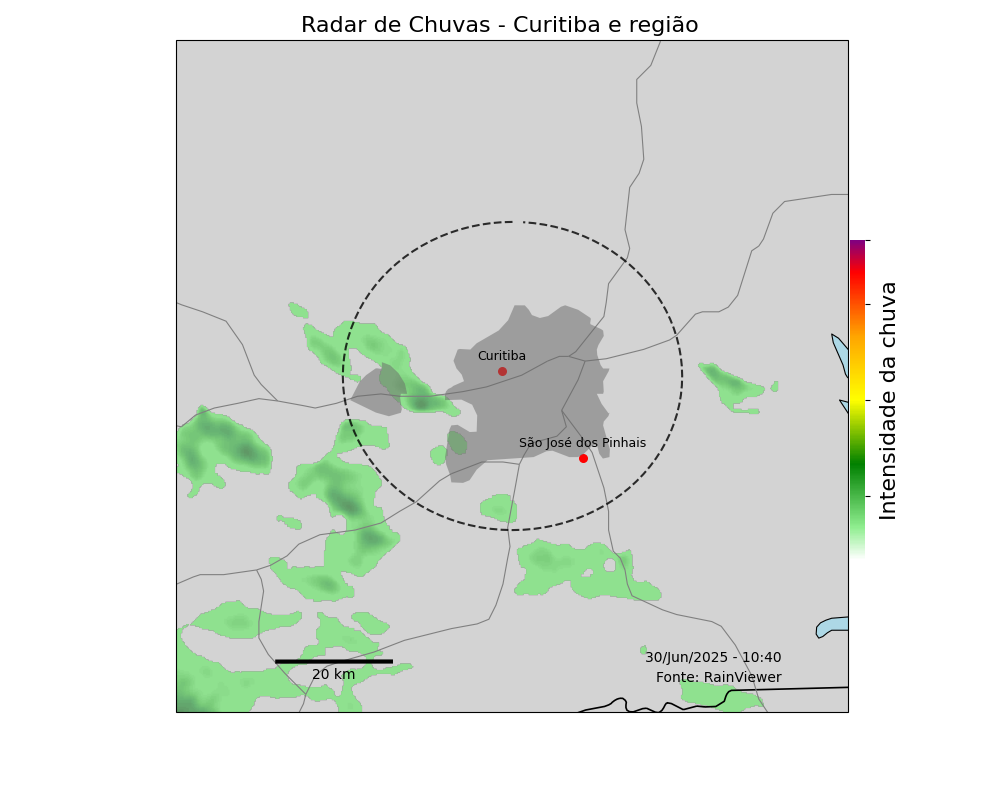 Radar de Chuvas - Curitiba e região
Curitiba
São José dos Pinhais
Intensidade da chuva
30/Jun/2025 - 10:40
20 km
Fonte: RainViewer